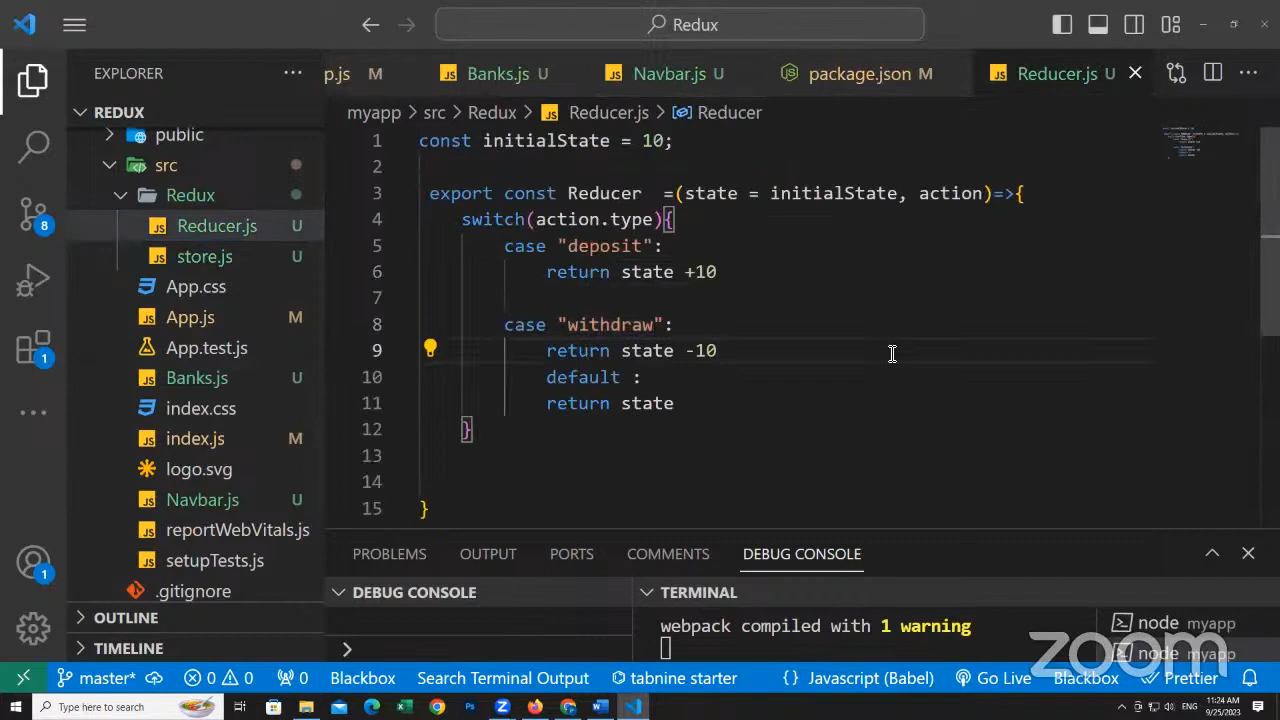 Redux
EXPLORER
p.js M Banks.js U Navbar.js U package.json M Reducer.js U
REDUX
myapp src Redux Reducer.js Reducer
public
src
Redux
Reducer.js U
store.js U
App.css
App.js M
App.test.js
Banks.js U
index.css
index.js M
logo.svg
Navbar.js U
reportWebVitals.js
setupTests.js
.gitignore
OUTLINE
TIMELINE
8
1
1
1 const initialState = 10;
2
3 export const Reducer =(state = initialState, action)=>{
4 switch(action.type){
5 case "deposit":
6 return state +10
7
8 case "withdraw":
9 return state -10
10 default :
11 return state
12 }
13
14
15 }
PROBLEMS OUTPUT PORTS COMMENTS DEBUG CONSOLE
DEBUG CONSOLE TERMINAL
webpack compiled with 1 warning
node myapp
node myapp
zoom
master* 0 0 0 Blackbox Search Terminal Output tabnine starter {} Javascript (Babel) Go Live Blackbox Prettier
Type here to search
ENG 11:24 AM
9/25/2023